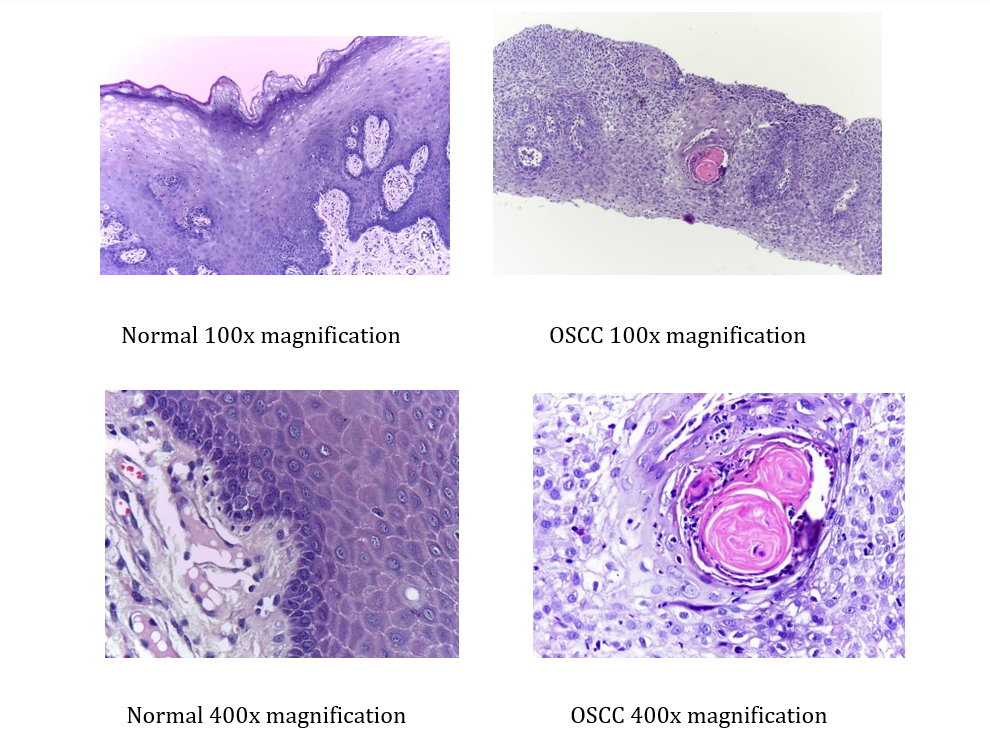 Normal 100x magnification
OSCC 100x magnification
Normal 400x magnification
OSCC 400x magnification